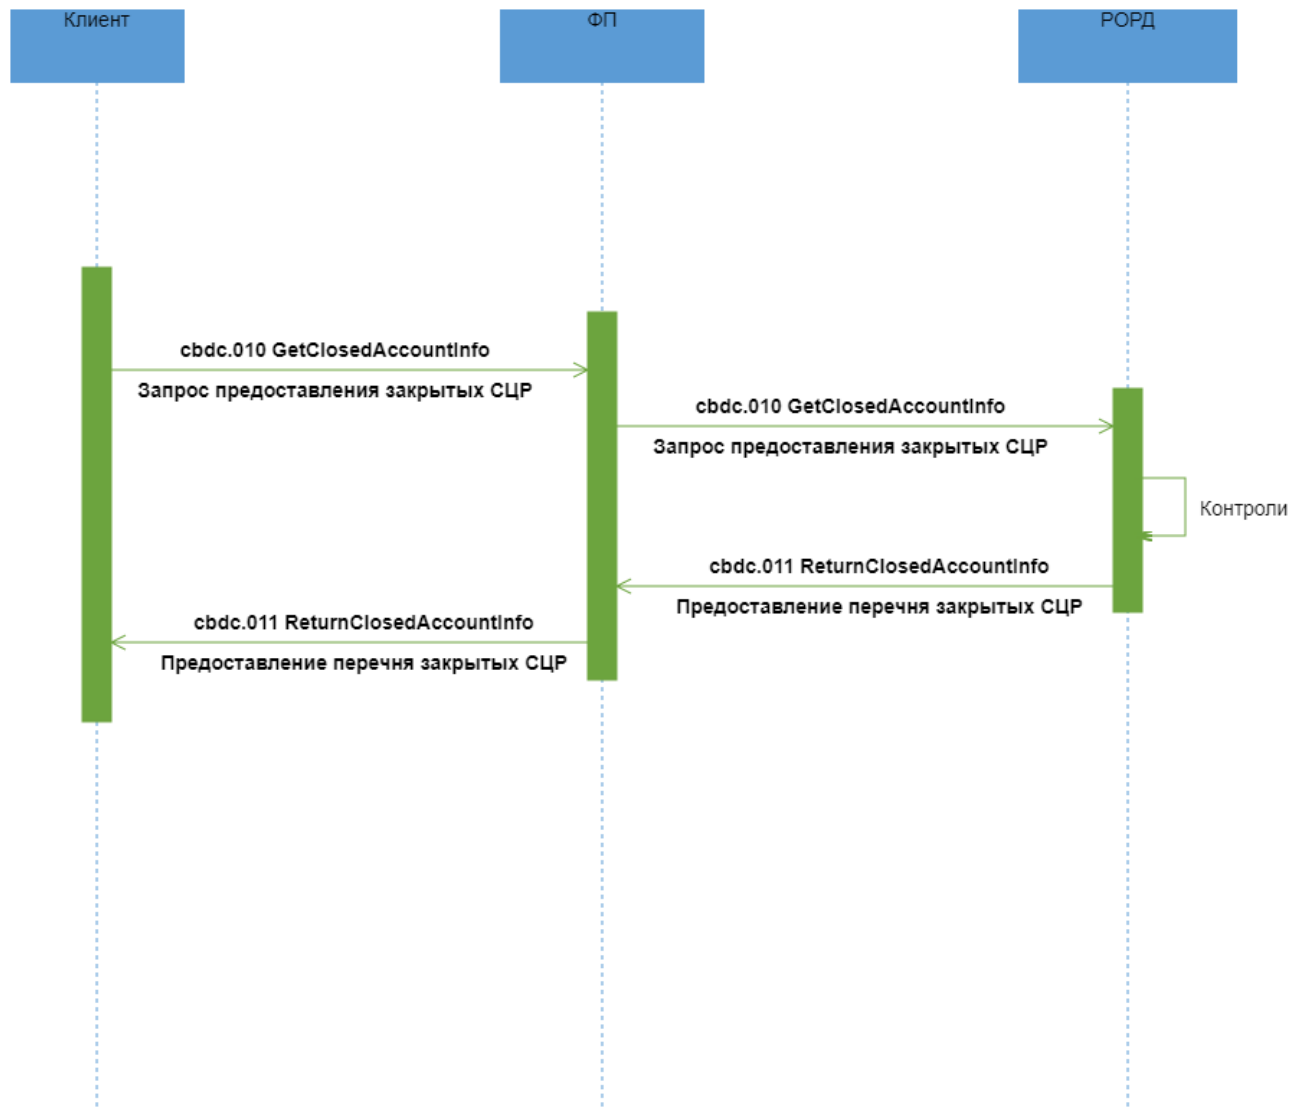 Клиент
ФП
РОРД
cbdc.010 GetClosedAccountInfo
Запрос предоставления закрытых СЦР
cbdc.010 GetClosedAccountInfo
Запрос предоставления закрытых СЦР
Контроли
cbdc.011 ReturnClosedAccountInfo
Предоставление перечня закрытых СЦР
cbdc.011 ReturnClosedAccountInfo
Предоставление перечня закрытых СЦР